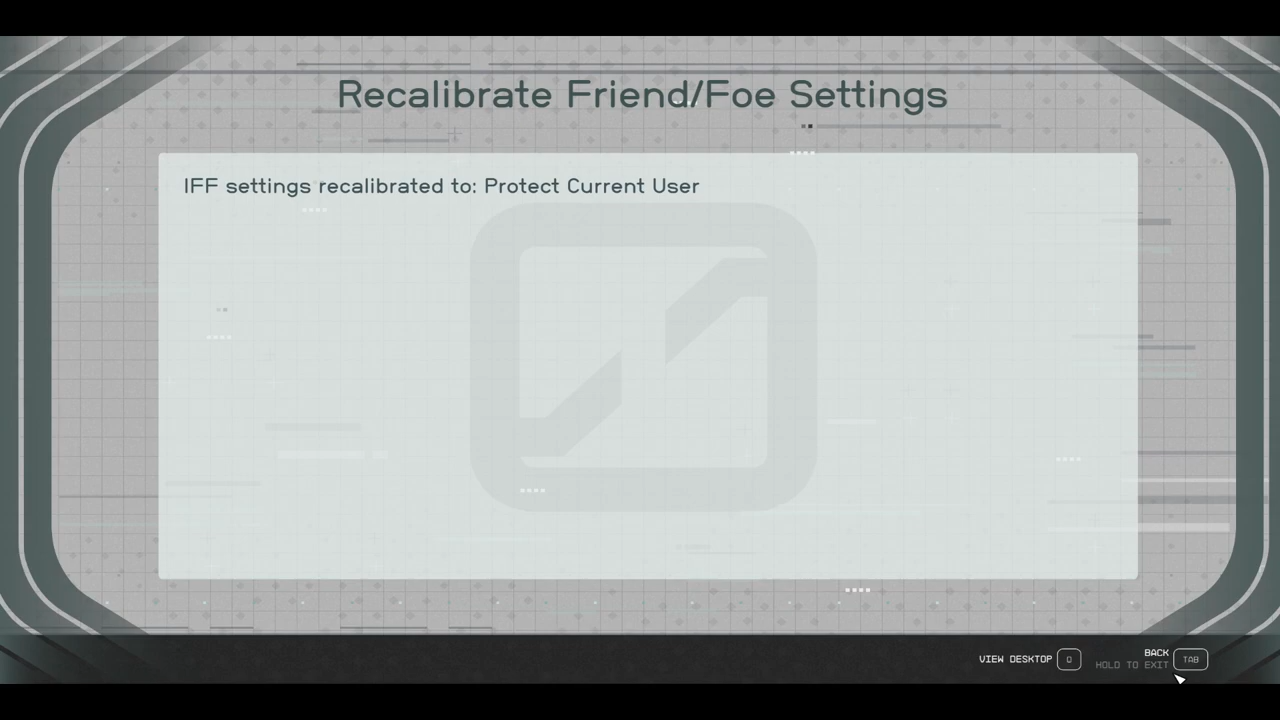 Recalibrate Friend/Foe Settings
IFF settings recalibrated to: Protect Current User
VIEW DESKTOP Q
BACK
HOLD TO EXIT TAB